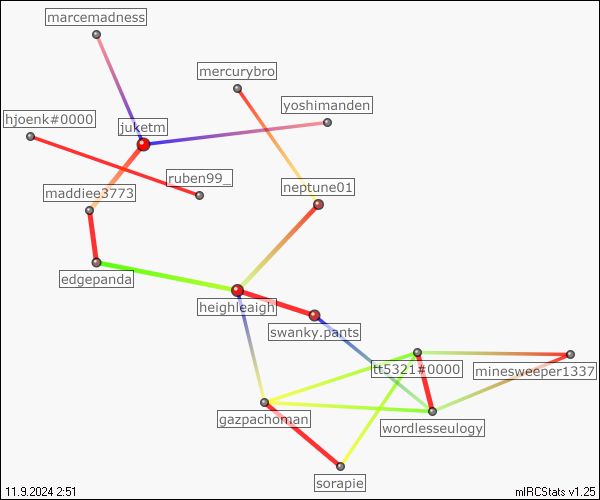 marcemadness
mercurybro
yoshimanden
hjoenk#0000
juketm
ruben99_
maddiee3773
neptune01
edgepanda
heighleaigh
swanky.pants
tt5321#0000
minesweeper1337
gazpachoman
wordlesseulogy
sorapie
11.9.2024 2:51
mIRCStats v1.25